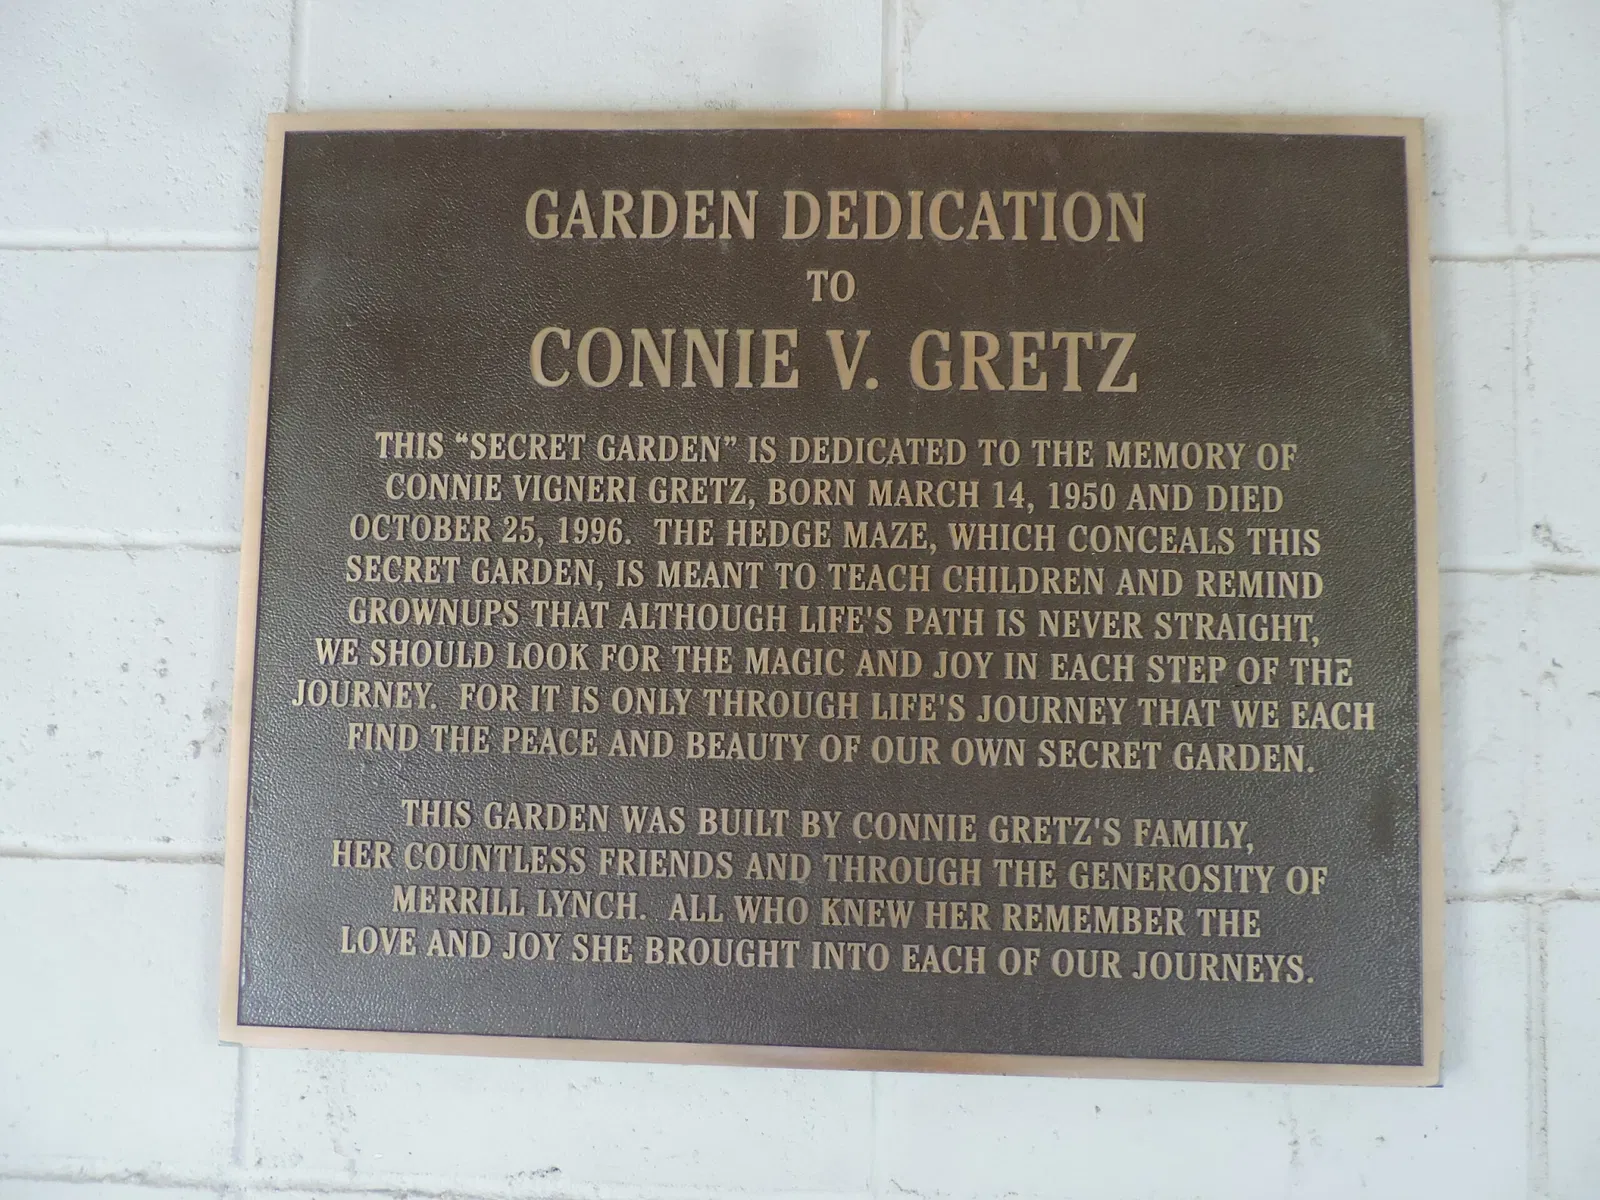 GARDEN DEDICATION
TO
CONNIE V. GRETZ
THIS “SECRET GARDEN” IS DEDICATED TO THE MEMORY OF
CONNIE VIGNERI GRETZ, BORN MARCH 14, 1950 AND DIED
OCTOBER 25, 1996. THE HEDGE MAZE, WHICH CONCEALS THIS
SECRET GARDEN, IS MEANT TO TEACH CHILDREN AND REMIND
GROWNUPS THAT ALTHOUGH LIFE'S PATH IS NEVER STRAIGHT,
WE SHOULD LOOK FOR THE MAGIC AND JOY IN EACH STEP OF THE
JOURNEY. FOR IT IS ONLY THROUGH LIFE'S JOURNEY THAT WE EACH
FIND THE PEACE AND BEAUTY OF OUR OWN SECRET GARDEN.
THIS GARDEN WAS BUILT BY CONNIE GRETZ'S FAMILY,
HER COUNTLESS FRIENDS AND THROUGH THE GENEROSITY OF
MERRILL LYNCH. ALL WHO KNEW HER REMEMBER THE
LOVE AND JOY SHE BROUGHT INTO EACH OF OUR JOURNEYS.